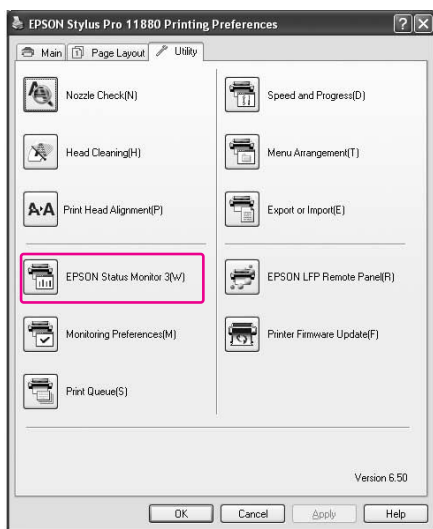 EPSON Stylus Pro 11880 Printing Preferences
Main Page Layout Utility
Nozzle Check(N)
Speed and Progress(D)
Head Cleaning(H)
Menu Arrangement(T)
A A Print Head Alignment(P)
Export or Import(E)
EPSON Status Monitor 3(W)
EPSON LFP Remote Panel(R)
Monitoring Preferences(M)
Printer Firmware Update(F)
Print Queue(S)
Version 6.50
OK Cancel Apply Help